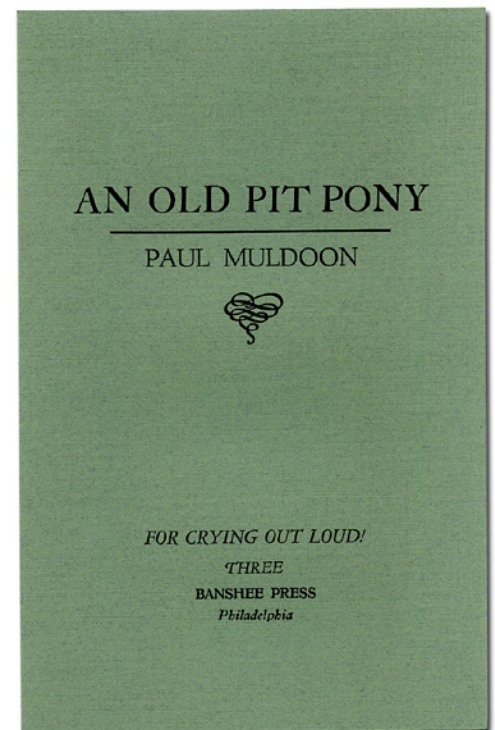 AN OLD PIT PONY
PAUL MULDOON
FOR CRYING OUT LOUD!
THREE
BANSHEE PRESS
Philadelphia